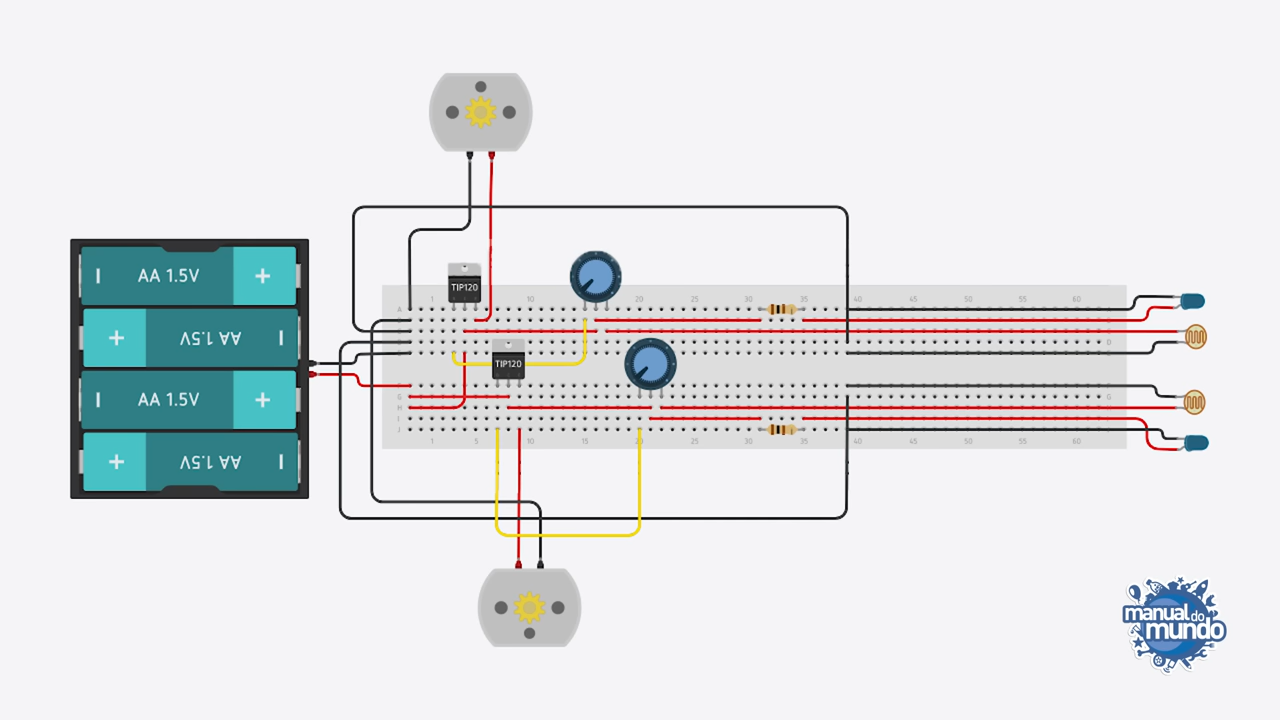 AA 1.5V
AA 1.5V
AA 1.5V
AA 1.5V
TIP120
TIP120
1 10 20 30 35 40 45 50 55 60
A
D
G G
H
I
J
1 5 10 15 20 25 30 35 40 45 50 55 60
manual do
mundo